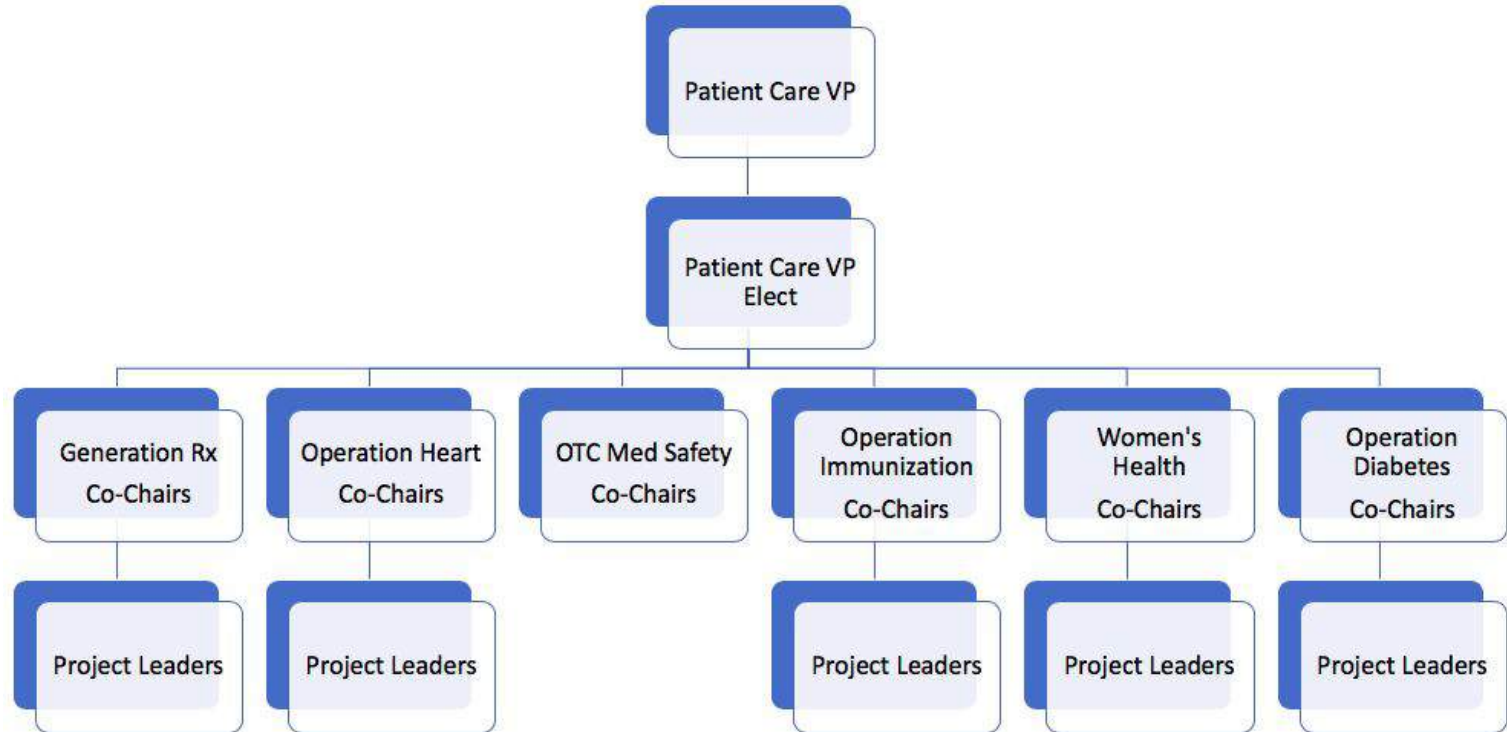 Patient Care VP
Patient Care VP
Elect
Generation Rx
Co-Chairs
Operation Heart
Co-Chairs
OTC Med Safety
Co-Chairs
Operation
Immunization
Co-Chairs
Women's
Health
Co-Chairs
Operation
Diabetes
Co-Chairs
Project Leaders
Project Leaders
Project Leaders
Project Leaders
Project Leaders